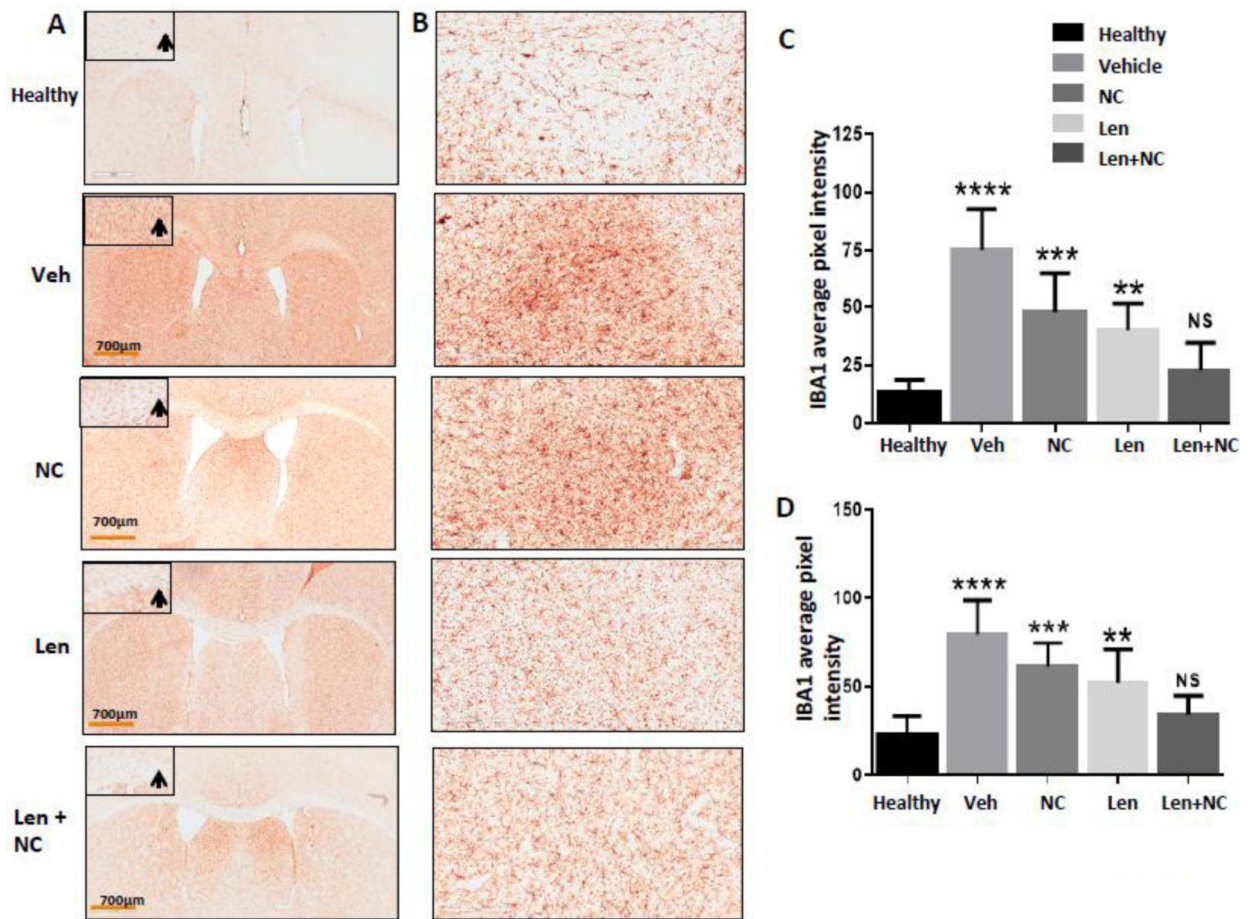 A
Healthy
Veh
700μm
NC
700μm
Len
700μm
Len +
NC
700μm
B
C
Healthy
Vehicle
NC
Len
Len+NC
IBA1 average pixel intensity
125
100
75
50
25
0
****
***
**
NS
Healthy Veh NC Len Len+NC
D
IBA1 average pixel
intensity
150
100
50
0
****
***
**
NS
Healthy Veh NC Len Len+NC